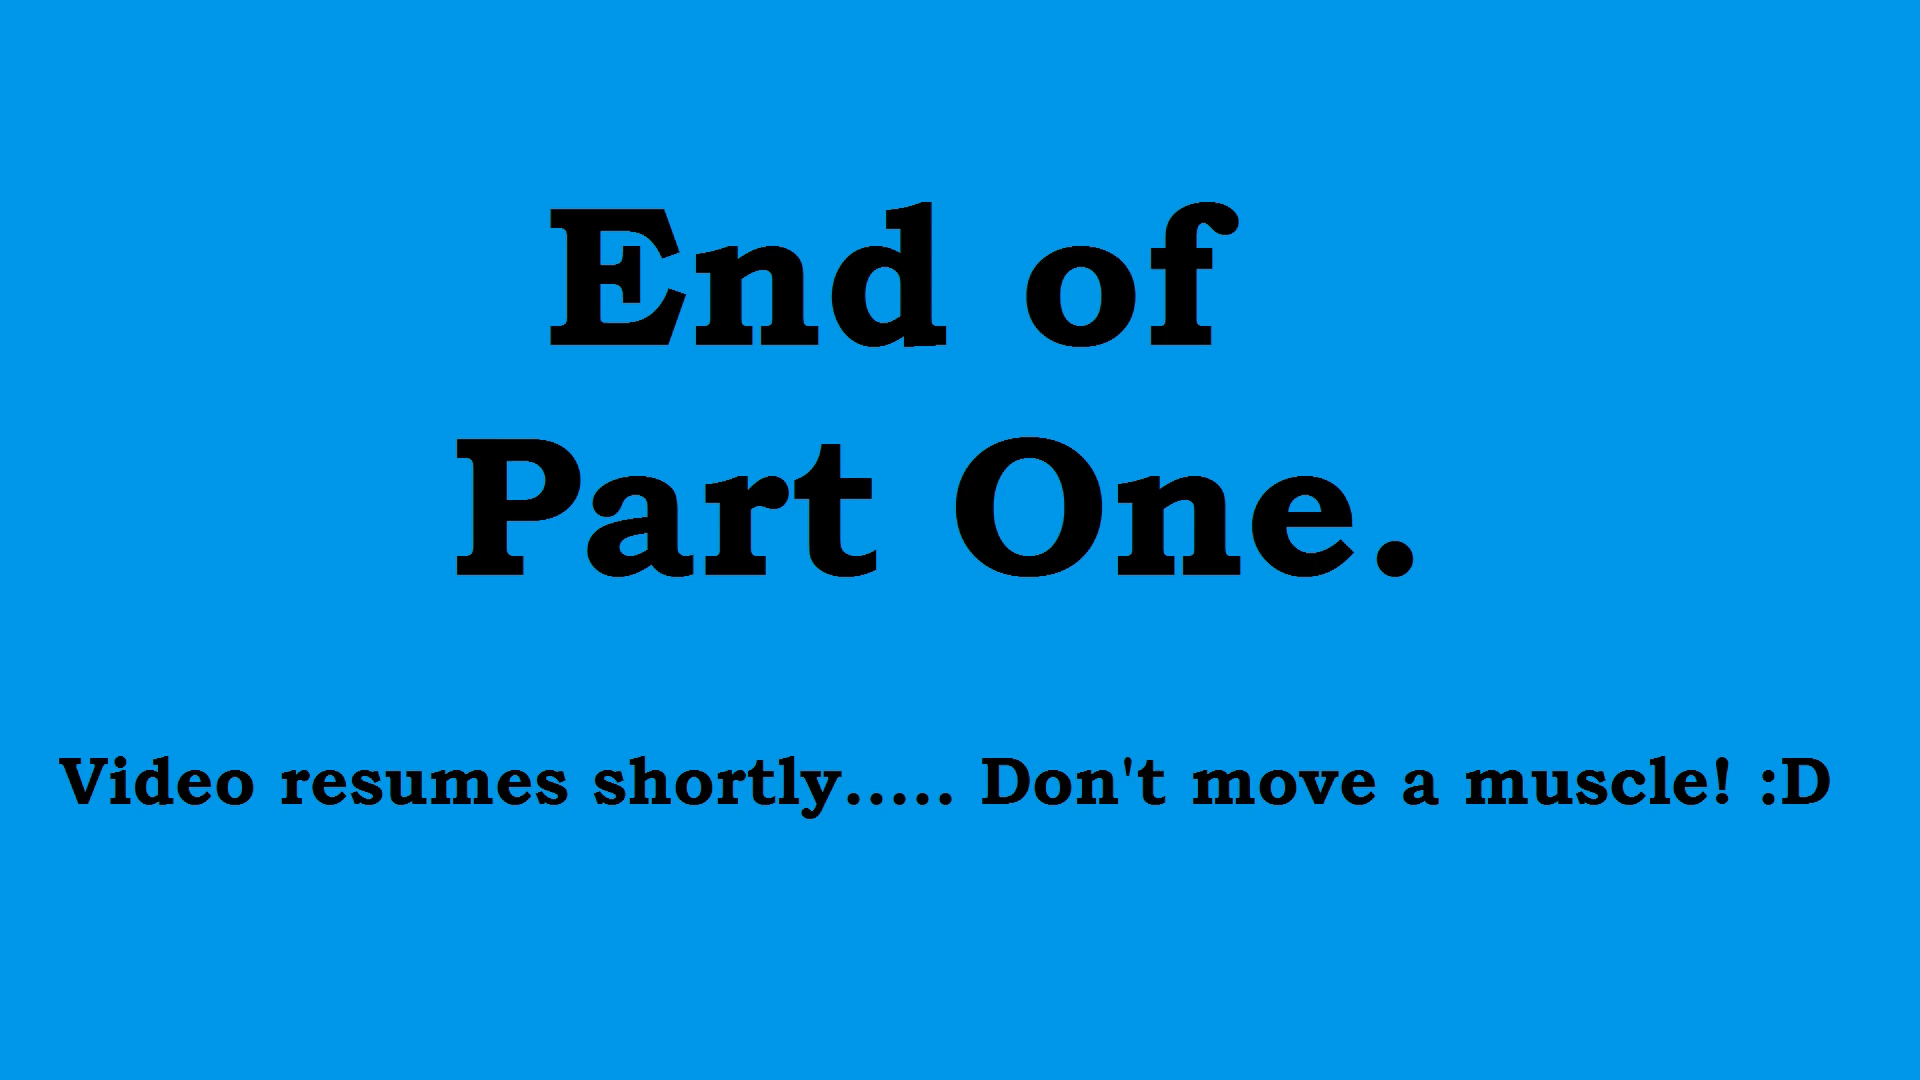 End of
Part One.
Video resumes shortly..... Don't move a muscle! :D